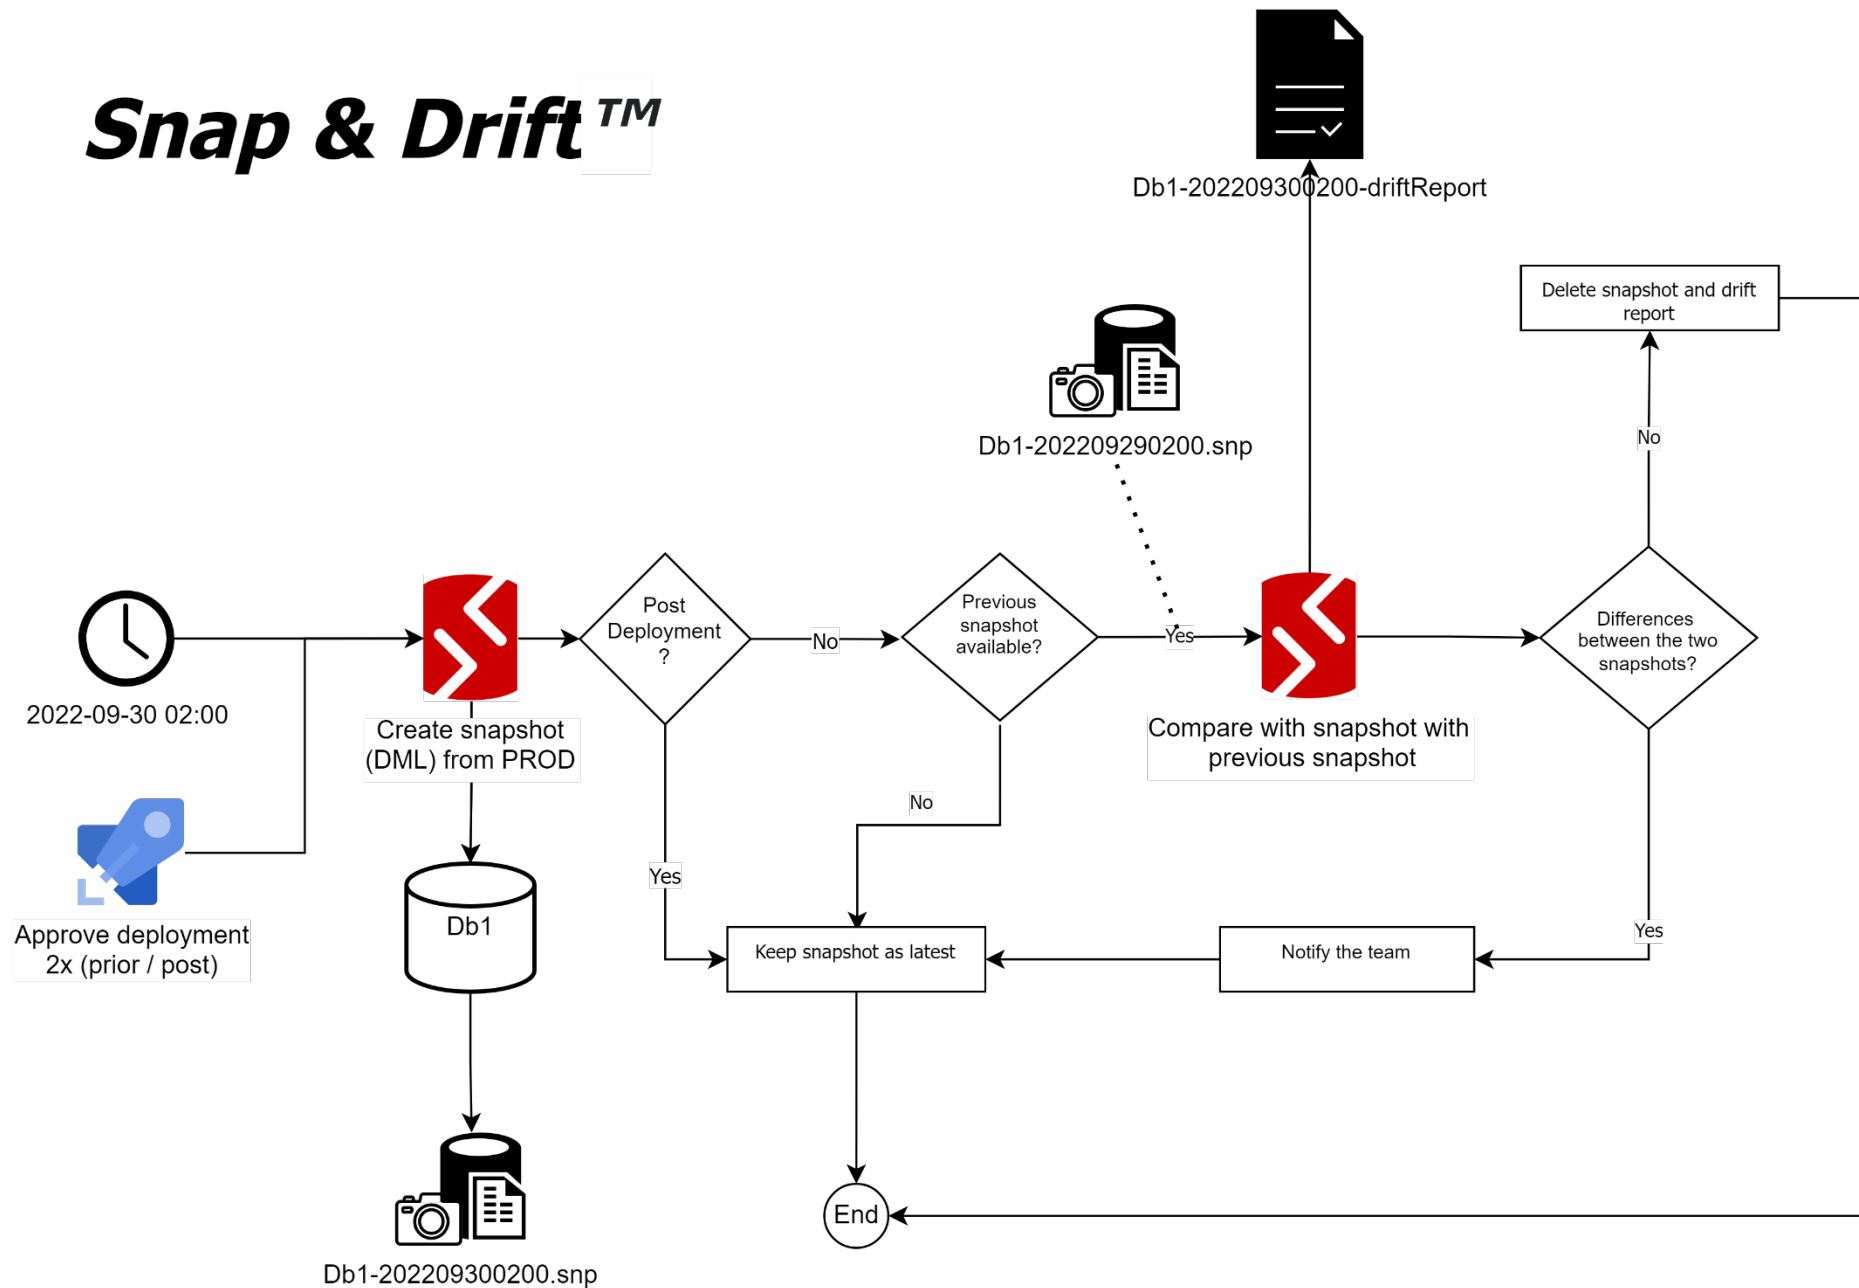 Snap & Drift™
Db1-202209300200-driftReport
Delete snapshot and drift
report
Db1-202209290200.snp
No
Post
Deployment
?
No
Previous
snapshot
available?
Yes
Differences
between the two
snapshots?
2022-09-30 02:00
Create snapshot
(DML) from PROD
Compare with snapshot with
previous snapshot
No
Yes
Db1
Approve deployment
2x (prior / post)
Keep snapshot as latest
Notify the team
Yes
End
Db1-202209300200.snp